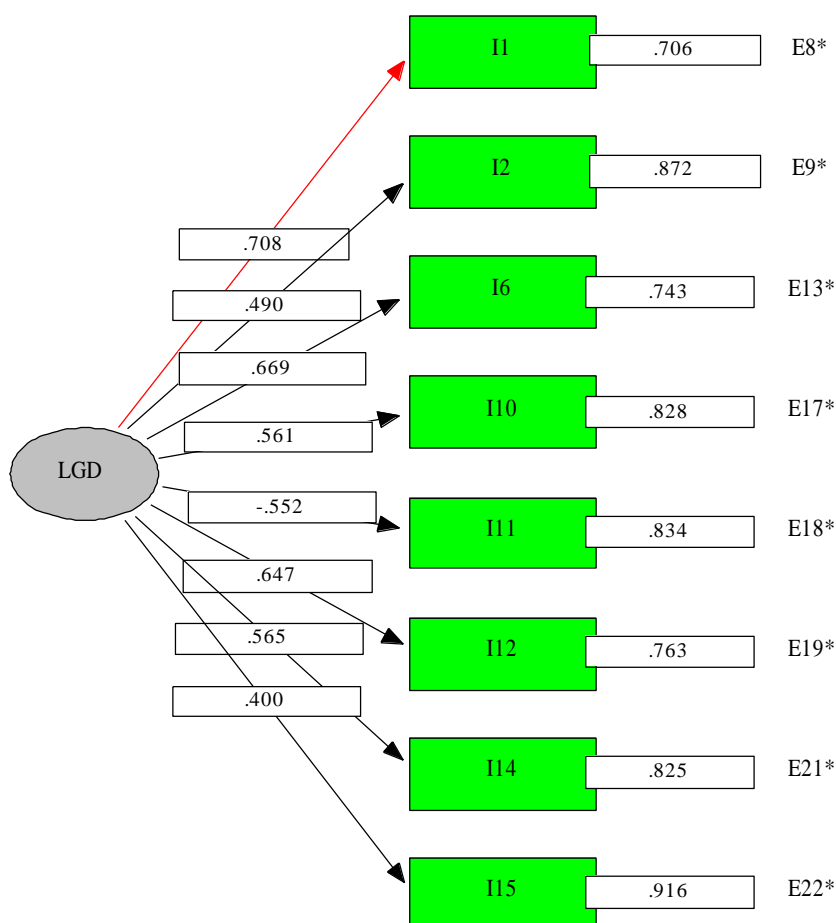 I1 .706 E8*
I2 .872 E9*
.708
.490
I6 .743 E13*
.669
I10 .828 E17*
.561
LGD
-.552
I11 .834 E18*
.647
.565
I12 .763 E19*
.400
I14 .825 E21*
I15 .916 E22*